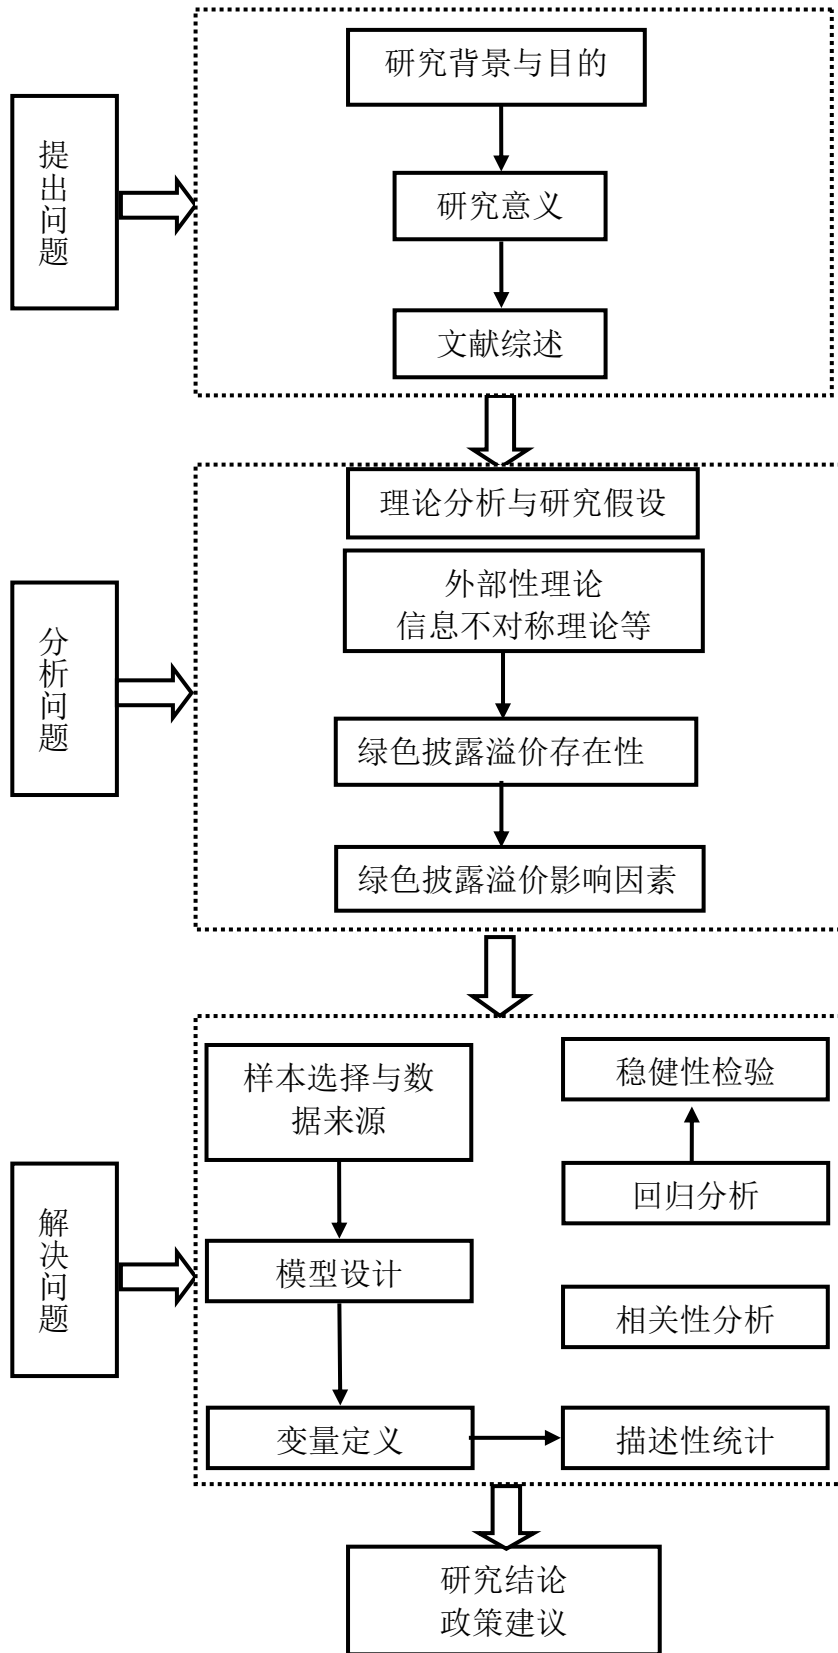 提出问题
研究背景与目的
研究意义
文献综述
分析问题
理论分析与研究假设
外部性理论
信息不对称理论等
绿色披露溢价存在性
绿色披露溢价影响因素
解决问题
样本选择与数
据来源
模型设计
变量定义
描述性统计
相关性分析
回归分析
稳健性检验
研究结论
政策建议